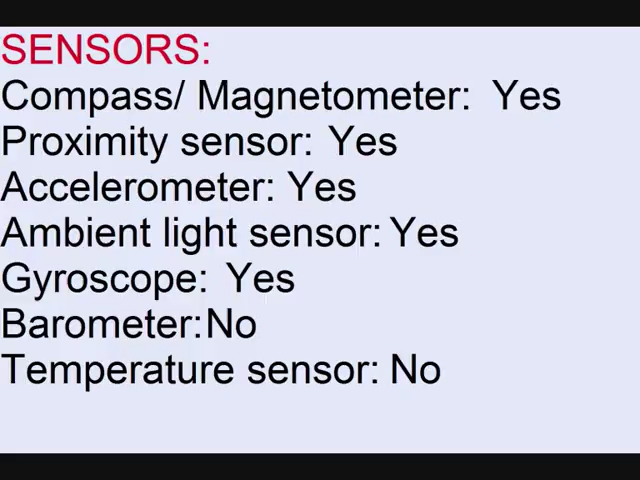 SENSORS:
Compass/ Magnetometer: Yes
Proximity sensor: Yes
Accelerometer: Yes
Ambient light sensor: Yes
Gyroscope: Yes
Barometer:No
Temperature sensor: No